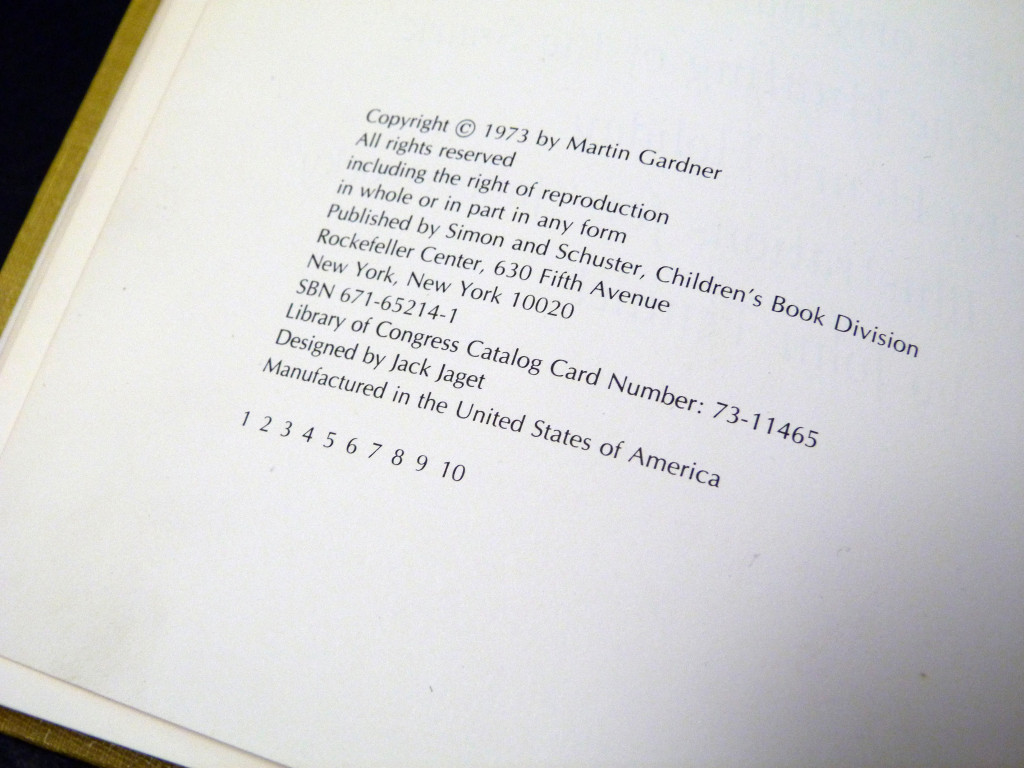 Copyright © 1973 by Martin Gardner
All rights reserved
including the right of reproduction
in whole or in part in any form
Published by Simon and Schuster, Children's Book Division
Rockefeller Center, 630 Fifth Avenue
New York, New York 10020
SBN 671-65214-1
Library of Congress Catalog Card Number: 73-11465
Designed by Jack Jaget
Manufactured in the United States of America
1 2 3 4 5 6 7 8 9 10